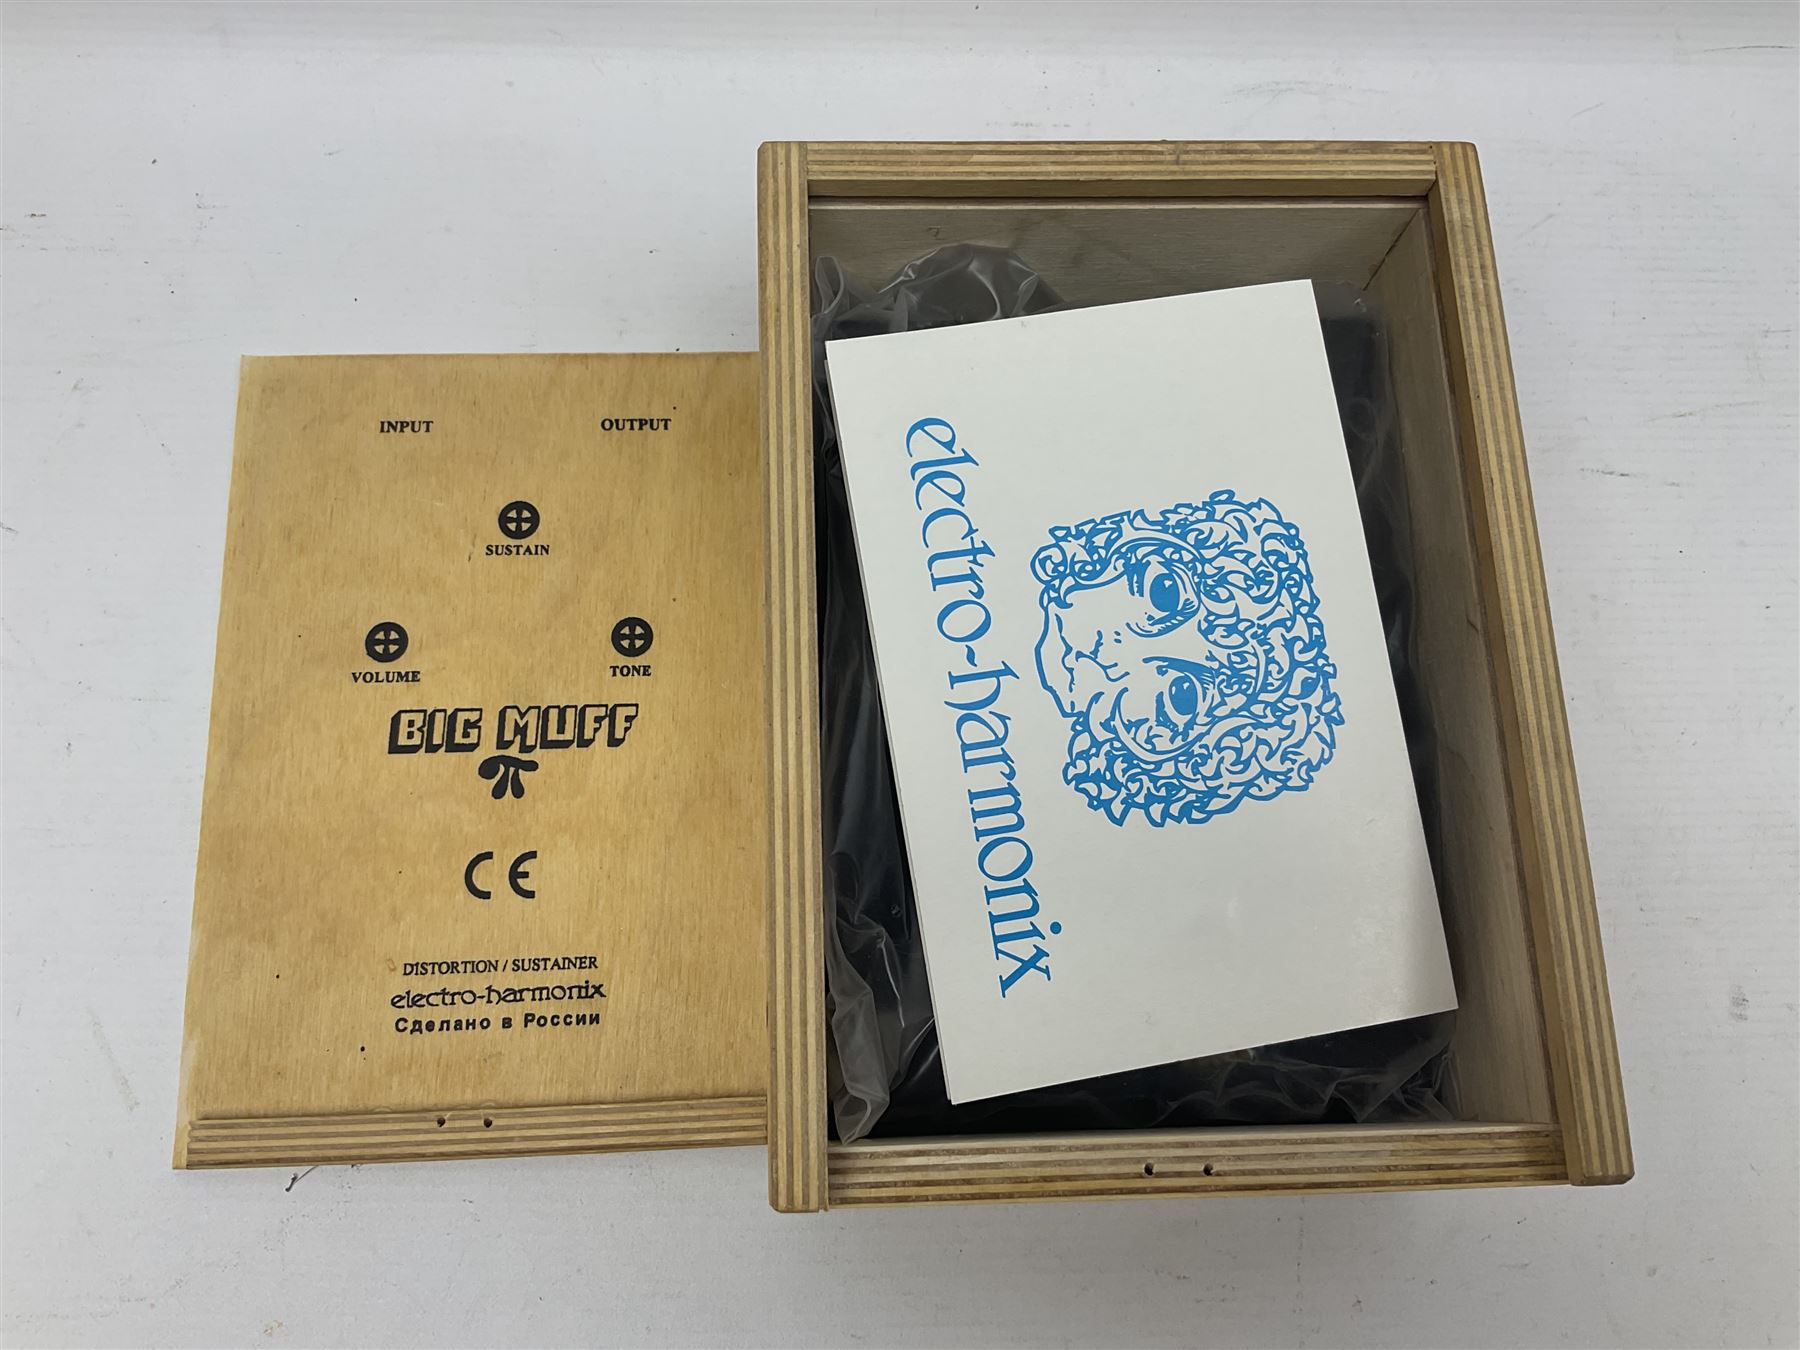 INPUT OUTPUT
SUSTAIN
VOLUME TONE
BIG MUFF
π
CE
DISTORTION / SUSTAINER
electro-harmonix
Сделано в России
electro-harmonix